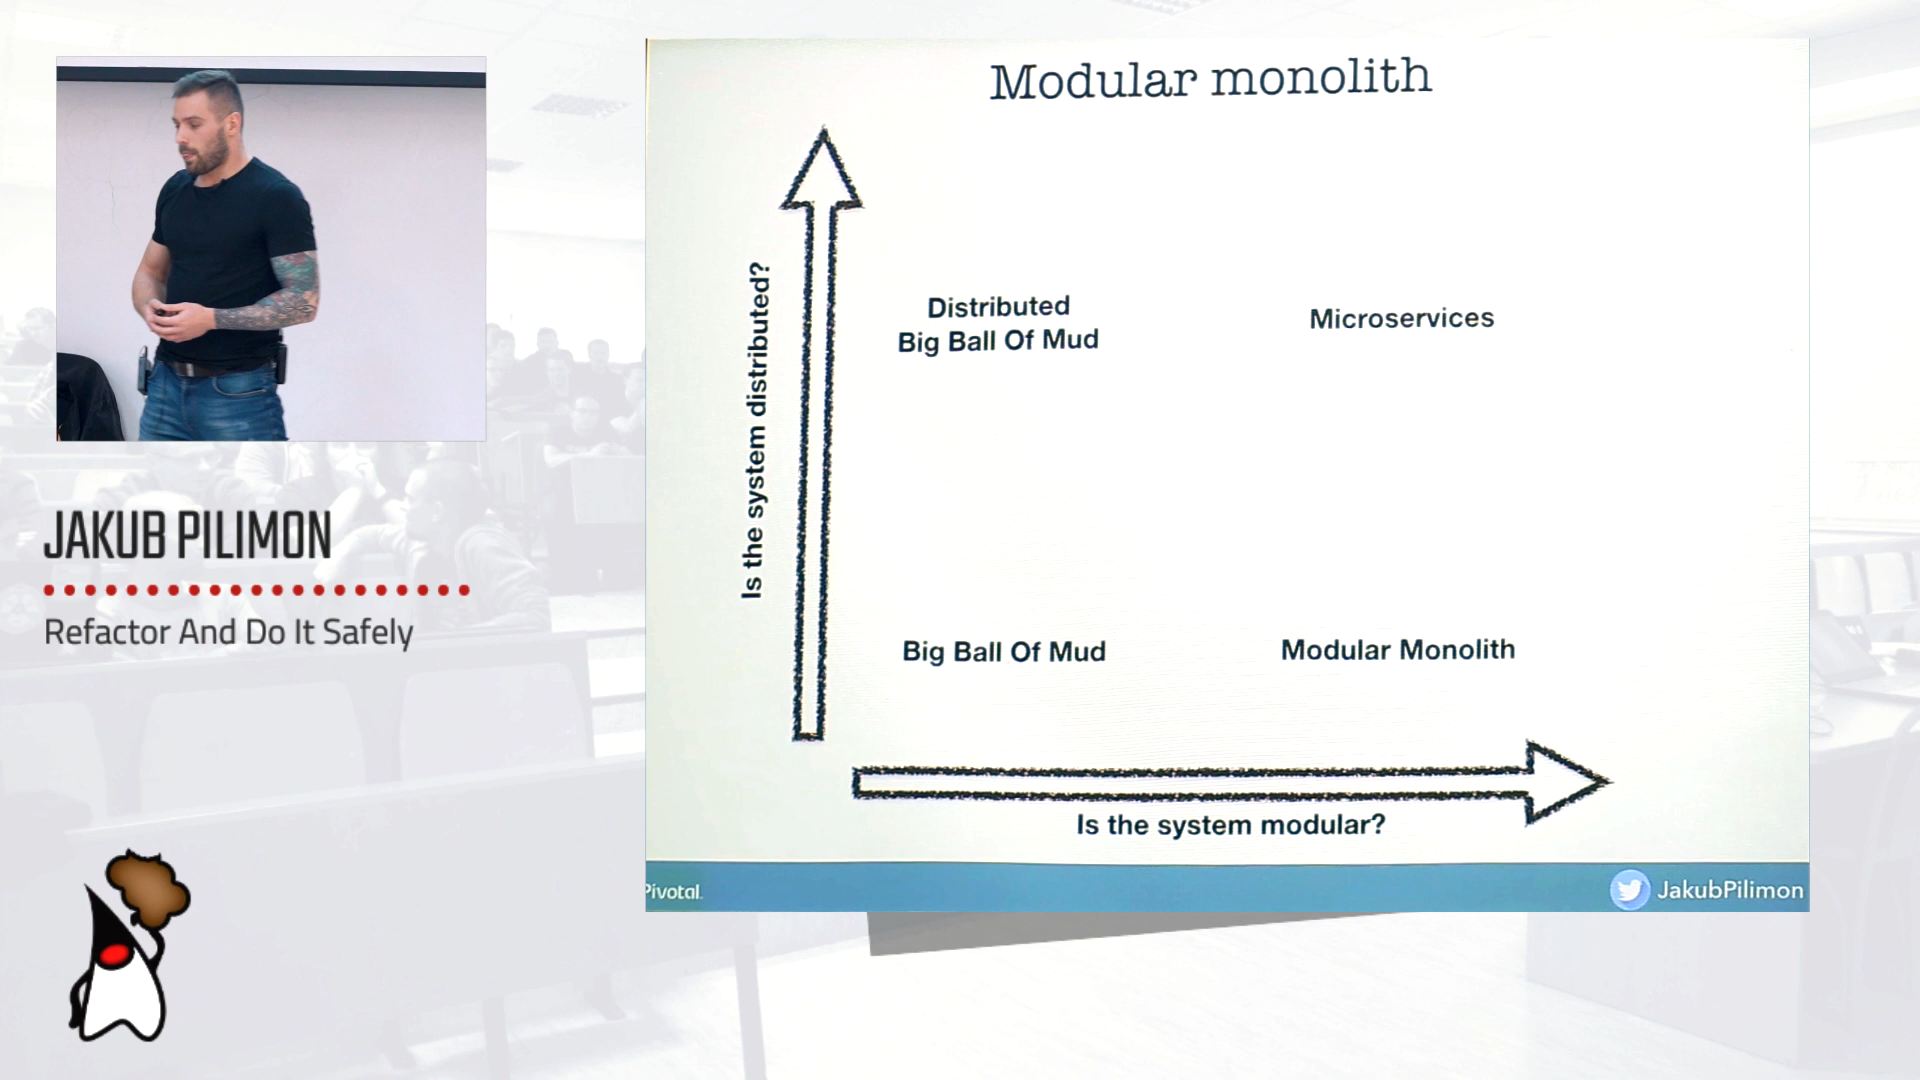 JAKUB PILIMON
Refactor And Do It Safely
Modular monolith
Is the system distributed?
Distributed
Big Ball Of Mud
Microservices
Big Ball Of Mud
Modular Monolith
Is the system modular?
Pivotal.
JakubPilimon